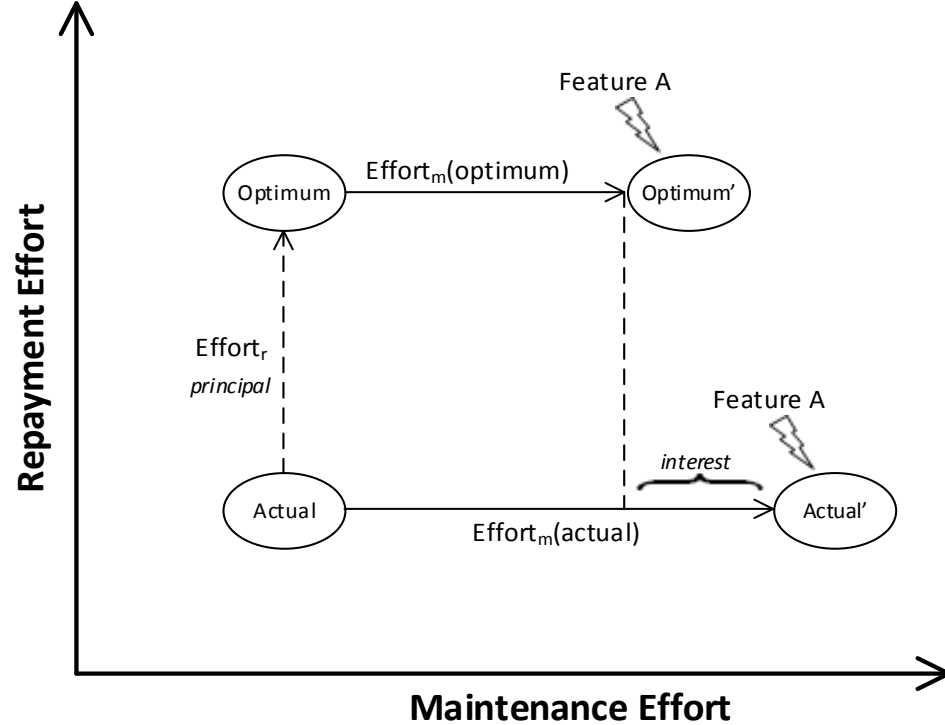 Feature A
Effortm(optimum)
Optimum
Optimum’
Effortr
principal
Feature A
interest
Actual
Actual’
Effortm(actual)
Repayment Effort
Maintenance Effort